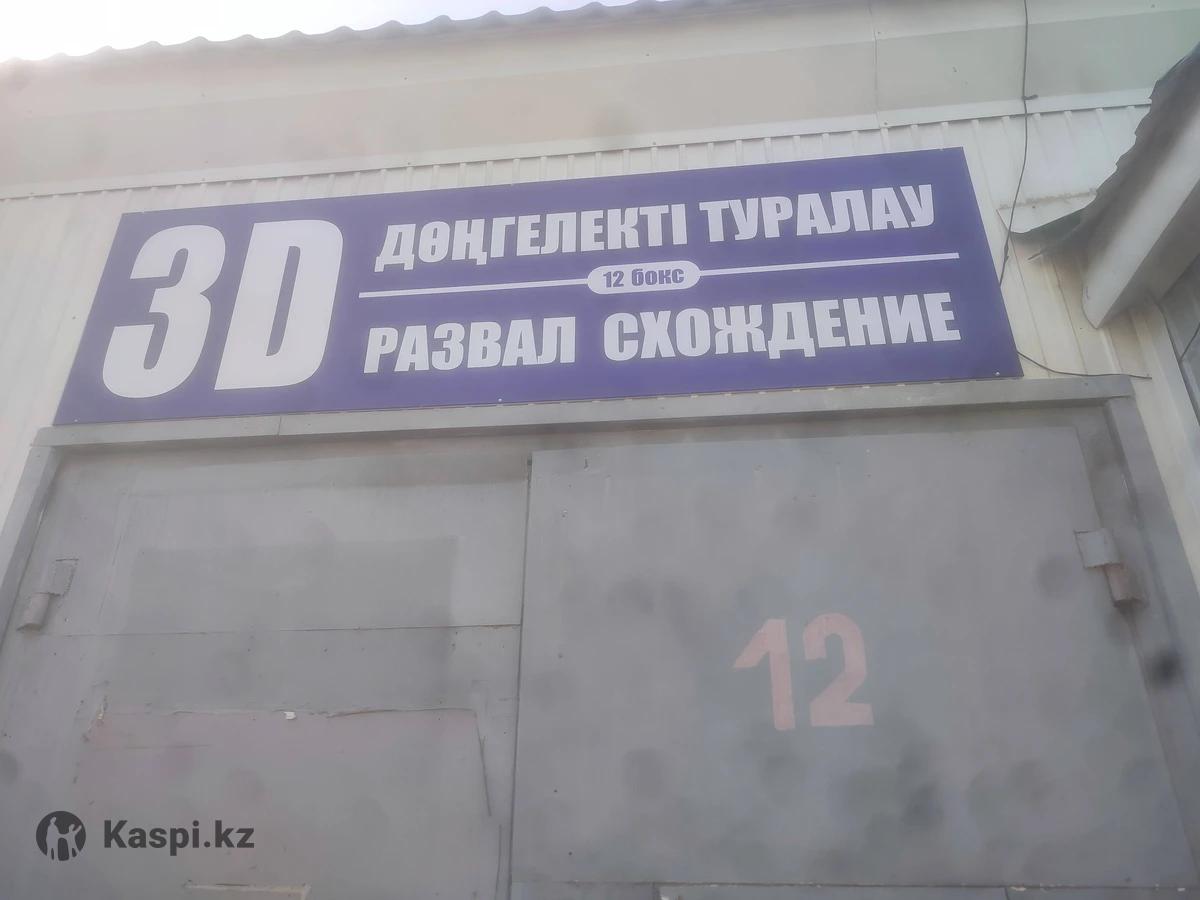 3D
ДӨҢГЕЛЕКТІ ТУРАЛАУ
12 бокс
РАЗВАЛ СХОЖДЕНИЕ
12
Kaspi.kz